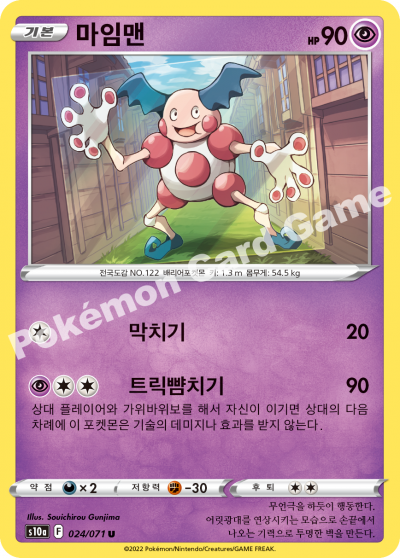 기본 마임맨 HP 90
전국도감 NO.122 배리어포켓몬 키: 1.3 m 몸무게: 54.5 kg
Pokémon Card Game
막치기 20
트릭뺨치기 90
상대 플레이어와 가위바위보를 해서 자신이 이기면 상대의 다음
차례에 이 포켓몬은 기술의 데미지나 효과를 받지 않는다.
약점 ×2 저항력 -30 후퇴
Illus. Souichirou Gunjima
무언극을 하듯이 행동한다.
어릿광대를 연상시키는 모습으로 손끝에서
나오는 기력으로 투명한 벽을 만든다.
s10a F 024/071 U
©2022 Pokémon/Nintendo/Creatures/GAME FREAK.